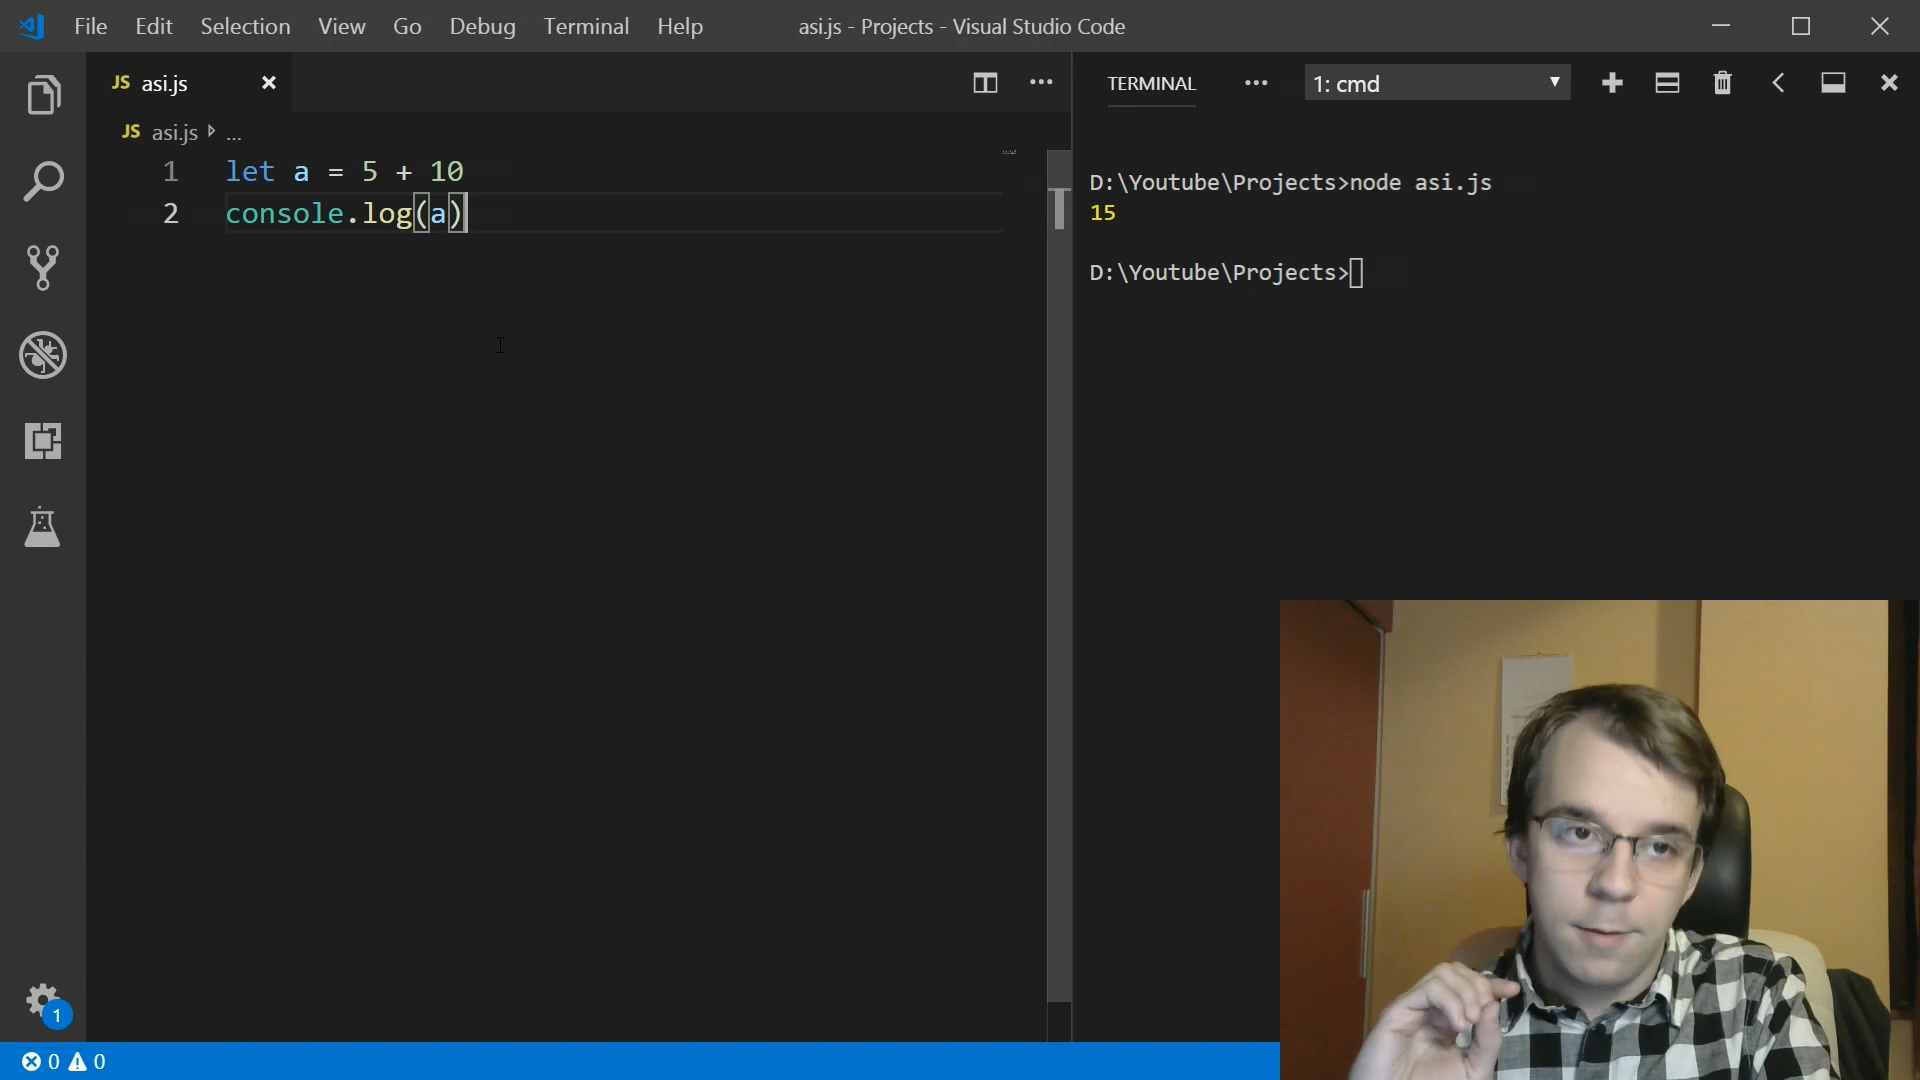 File Edit Selection View Go Debug Terminal Help asi.js - Projects - Visual Studio Code
JS asi.js
JS asi.js ...
1 let a = 5 + 10
2 console.log(a)
0 0
1
TERMINAL ... 1: cmd
D:\Youtube\Projects>node asi.js
15
D:\Youtube\Projects>